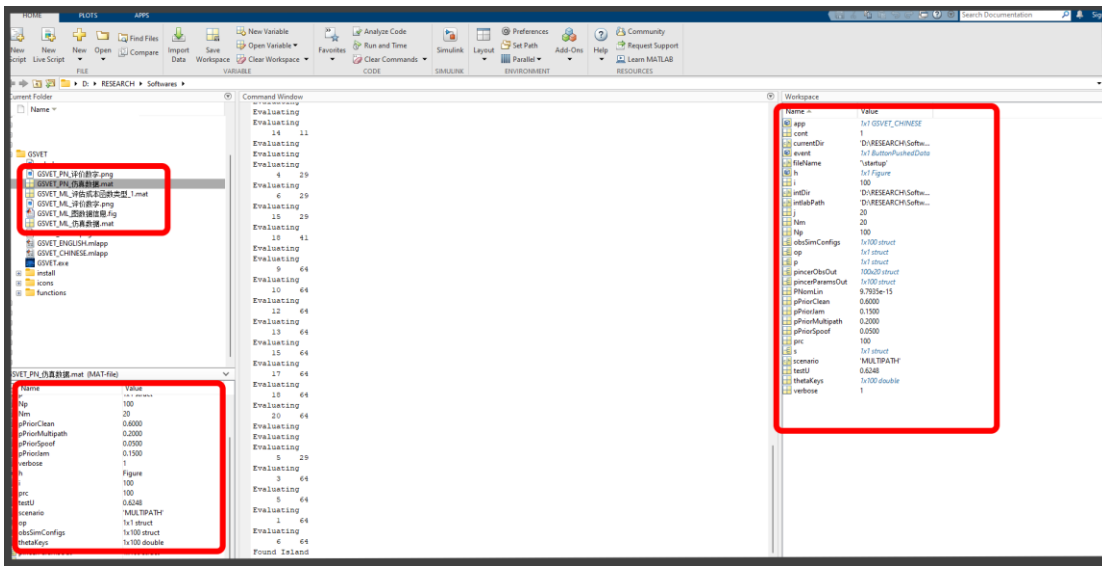 HOME PLOTS APPS
Search Documentation
New Script
New Live Script
New
Open
Find Files
Compare
Import Data
Save Workspace
New Variable
Open Variable
Clear Workspace
Favorites
Analyze Code
Run and Time
Clear Commands
Simulink
Layout
Preferences
Set Path
Parallel
Add-Ons
Help
Community
Request Support
Learn MATLAB
FILE VARIABLE CODE SIMULINK ENVIRONMENT RESOURCES
D: ▸ RESEARCH ▸ Softwares ▸
Current Folder
Name
GSVET
GSVET_PN_评价数字.png
GSVET_PN_仿真数据.mat
GSVET_ML_评估成本函数类型_1.mat
GSVET_ML_评价数字.png
GSVET_ML_图数据信息.fig
GSVET_ML_仿真数据.mat
GSVET_ENGLISH.mlapp
GSVET_CHINESE.mlapp
GSVET.exe
install
icons
functions
GSVET_PN_仿真数据.mat (MAT-file)
Name Value
Np 100
Nm 20
pPriorClean 0.6000
pPriorMultipath 0.2000
pPriorSpoof 0.0500
pPriorJam 0.1500
verbose 1
h Figure
i 100
prc 100
testU 0.6248
scenario 'MULTIPATH'
op 1x1 struct
obsSimConfigs 1x100 struct
thetaKeys 1x100 double
Command Window
Evaluating
Evaluating
Evaluating
14 11
Evaluating
Evaluating
Evaluating
4 29
Evaluating
6 29
Evaluating
15 29
Evaluating
18 41
Evaluating
Evaluating
9 64
Evaluating
10 64
Evaluating
12 64
Evaluating
13 64
Evaluating
15 64
Evaluating
17 64
Evaluating
18 64
Evaluating
20 64
Evaluating
Evaluating
Evaluating
5 29
Evaluating
3 64
Evaluating
5 64
Evaluating
1 64
Evaluating
6 64
Found Island
Workspace
Name Value
app 1x1 GSVET_CHINESE
cont 1
currentDir 'D:\RESEARCH\Softw...
event 1x1 ButtonPushedData
fileName '\startup'
h 1x1 Figure
i 100
intDir 'D:\RESEARCH\Softw...
intlabPath 'D:\RESEARCH\Softw...
j 20
Nm 20
Np 100
obsSimConfigs 1x100 struct
op 1x1 struct
p 1x1 struct
pincerObsOut 100x20 struct
pincerParamsOut 1x100 struct
PNomLin 9.7935e-15
pPriorClean 0.6000
pPriorJam 0.1500
pPriorMultipath 0.2000
pPriorSpoof 0.0500
prc 100
s 1x1 struct
scenario 'MULTIPATH'
testU 0.6248
thetaKeys 1x100 double
verbose 1